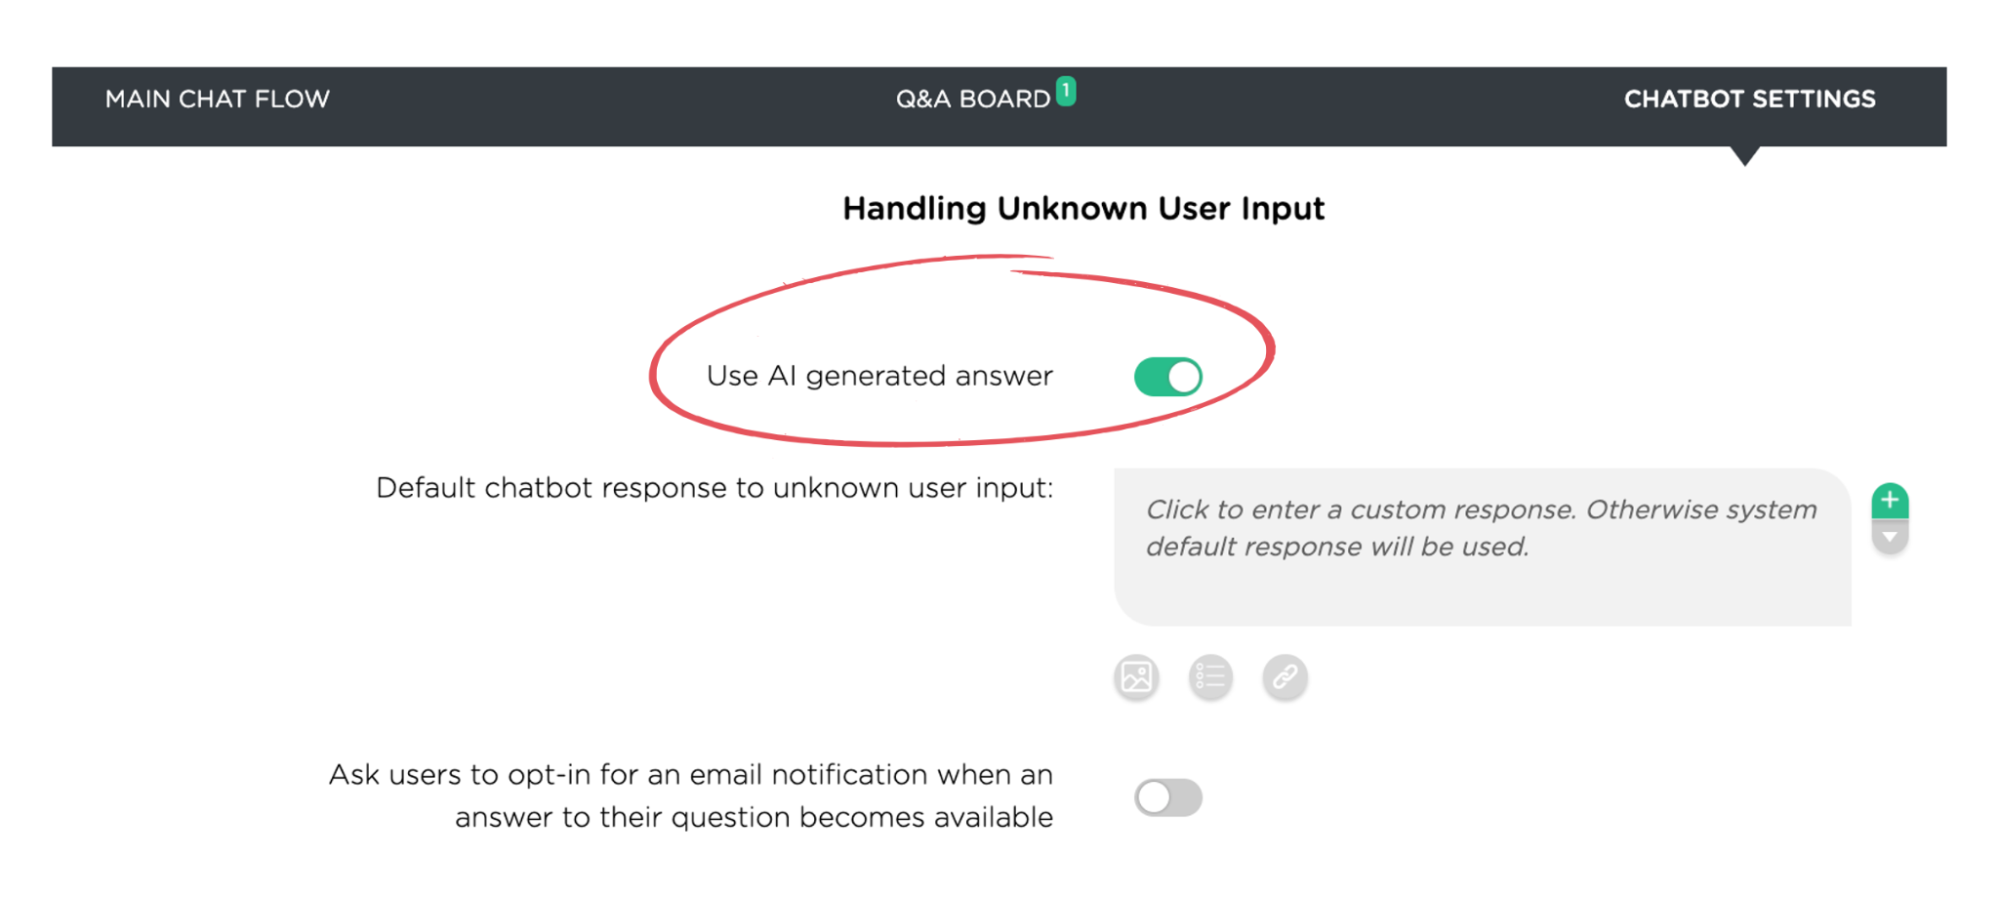 MAIN CHAT FLOW
Q&A BOARD 1
CHATBOT SETTINGS
Handling Unknown User Input
Use AI generated answer
Default chatbot response to unknown user input:
Click to enter a custom response. Otherwise system
default response will be used.
Ask users to opt-in for an email notification when an
answer to their question becomes available